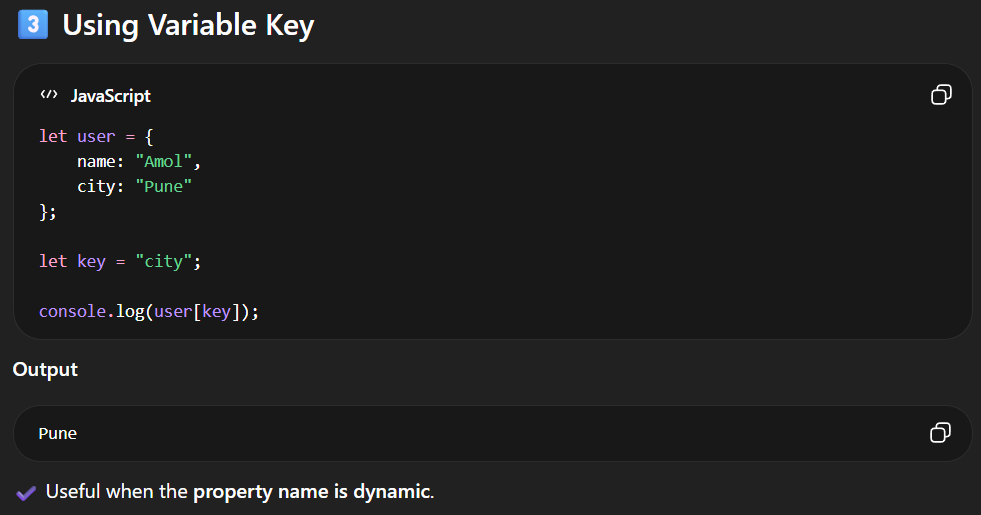 3 Using Variable Key
JavaScript
let user = {
    name: "Amol",
    city: "Pune"
};
let key = "city";
console.log(user[key]);
Output
Pune
Useful when the property name is dynamic.